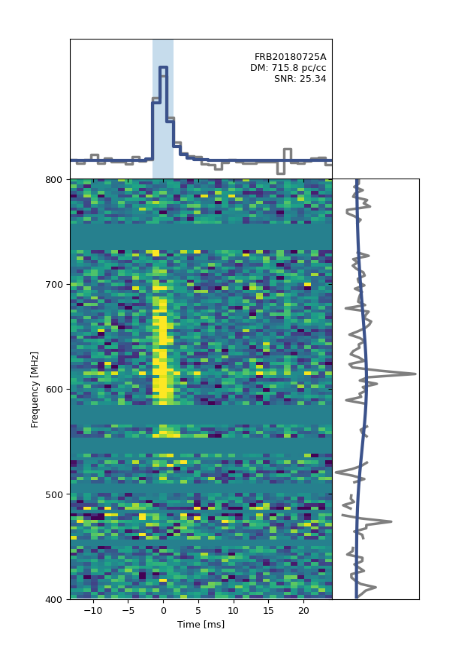 FRB20180725A
DM: 715.8 pc/cc
SNR: 25.34
800
700
600
500
400
Frequency [MHz]
−10 −5 0 5 10 15 20
Time [ms]